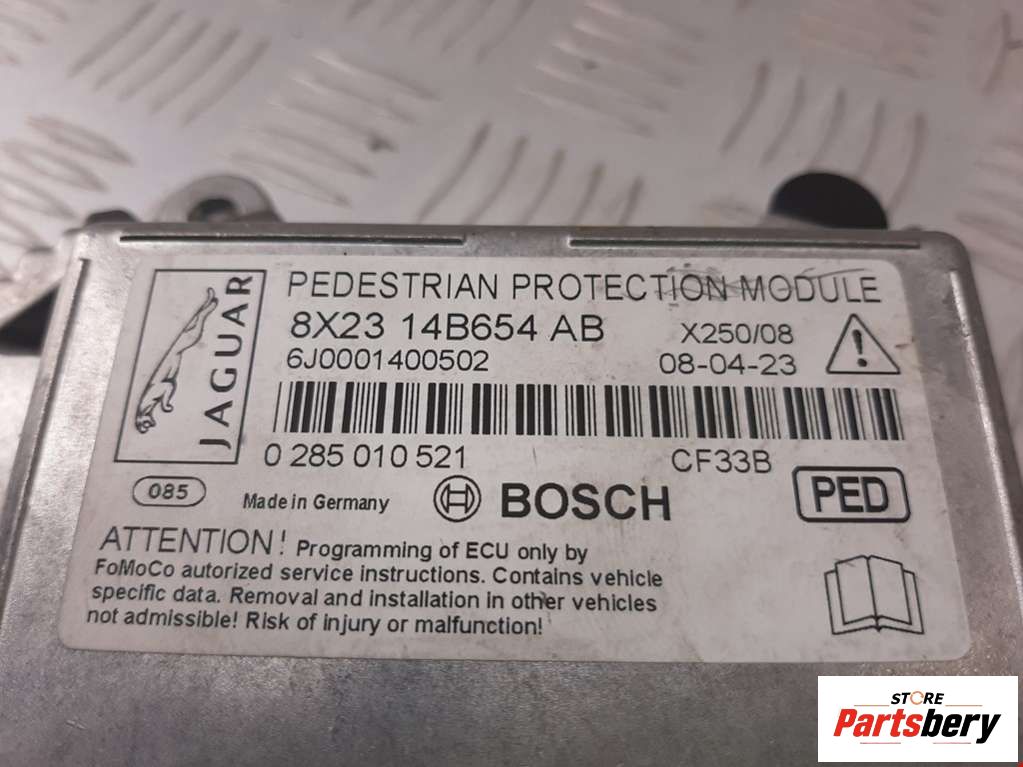 JAGUAR
PEDESTRIAN PROTECTION MODULE
8X23 14B654 AB
X250/08
6J0001400502
08-04-23
0 285 010 521
CF33B
085
Made in Germany
BOSCH
PED
ATTENTION! Programming of ECU only by
FoMoCo autorized service instructions. Contains vehicle
specific data. Removal and installation in other vehicles
not admissible! Risk of injury or malfunction!
STORE
Partsbery